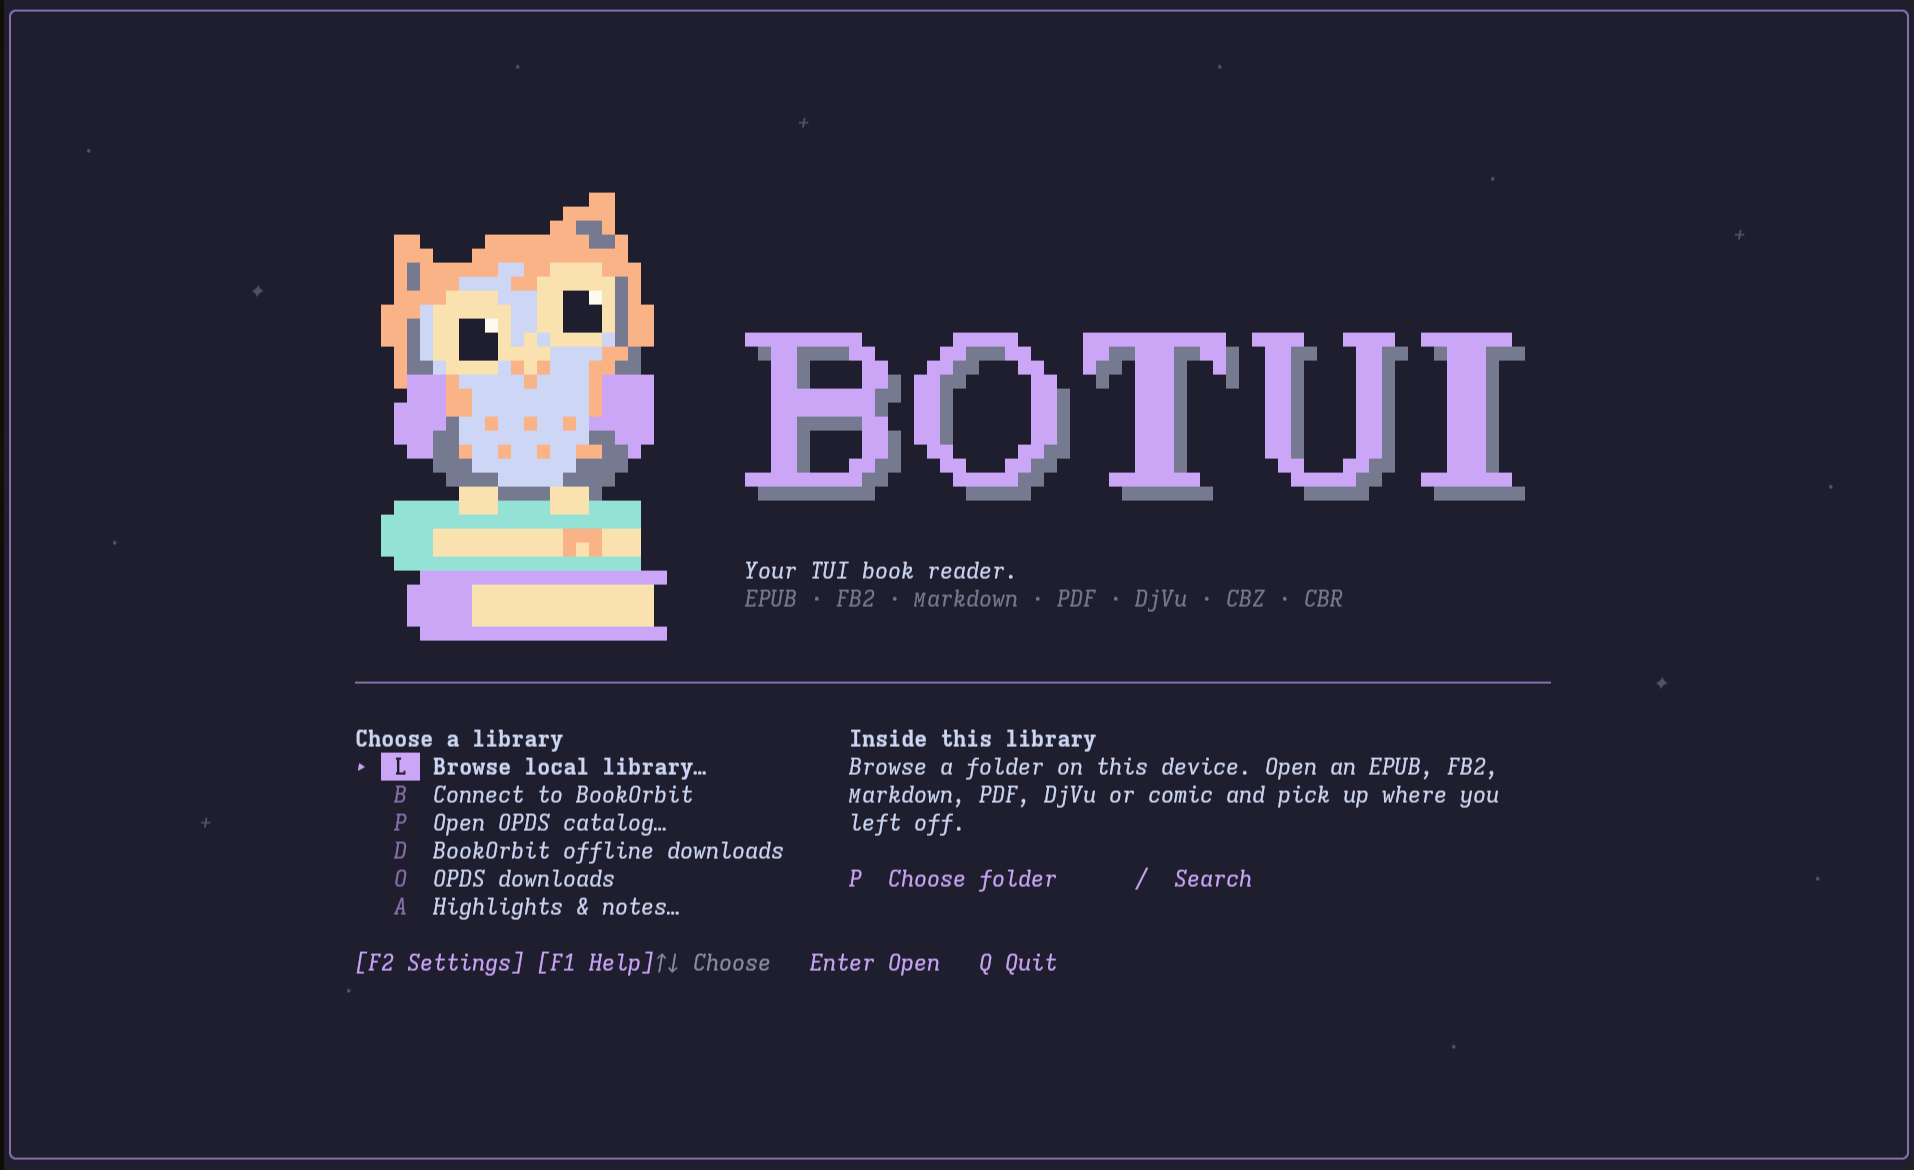 BOTUI
Your TUI book reader.
EPUB · FB2 · Markdown · PDF · DjVu · CBZ · CBR
Choose a library
▸ L Browse local library…
B Connect to BookOrbit
P Open OPDS catalog…
D BookOrbit offline downloads
O OPDS downloads
A Highlights & notes…
Inside this library
Browse a folder on this device. Open an EPUB, FB2,
Markdown, PDF, DjVu or comic and pick up where you
left off.
P Choose folder / Search
[F2 Settings] [F1 Help]↑↓ Choose Enter Open Q Quit